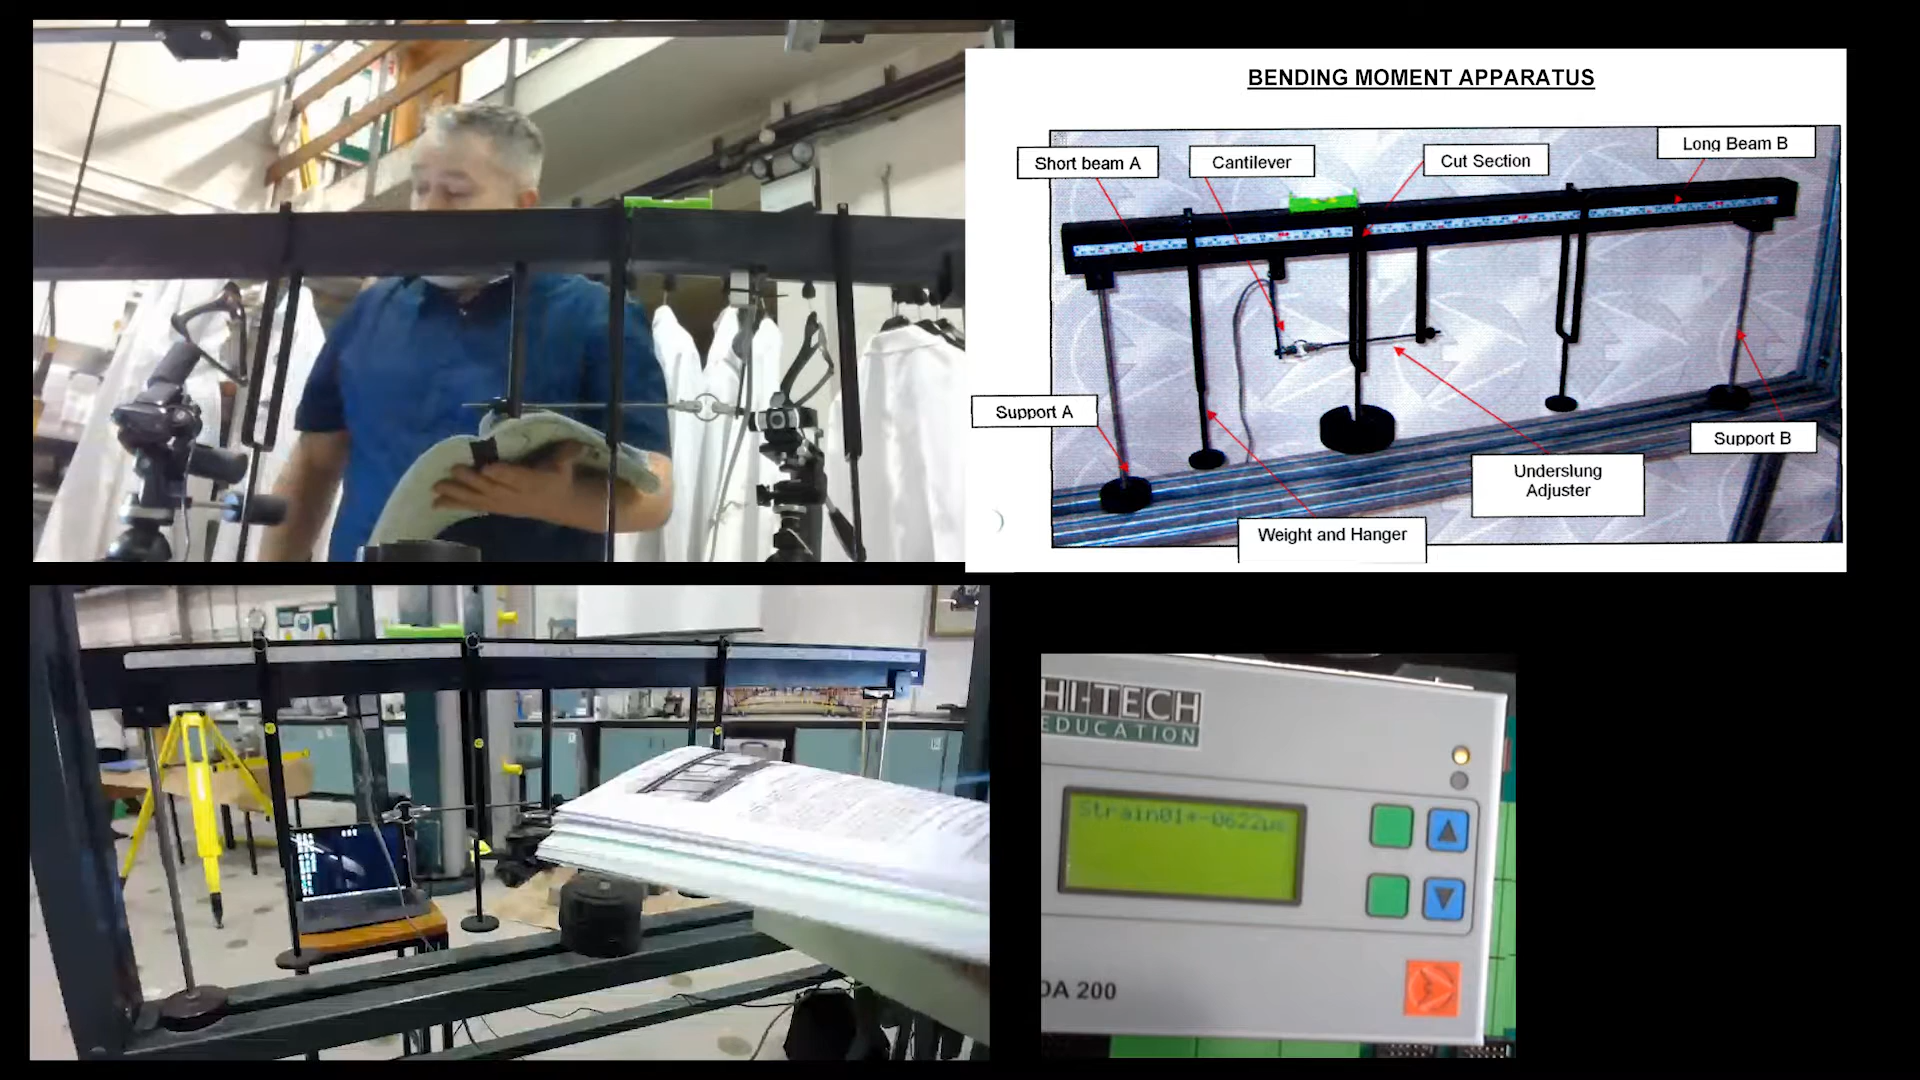 BENDING MOMENT APPARATUS
Short beam A
Cantilever
Cut Section
Long Beam B
Support A
Support B
Underslung
Adjuster
Weight and Hanger
HI-TECH
EDUCATION
Strain01*-0622uε
DA 200